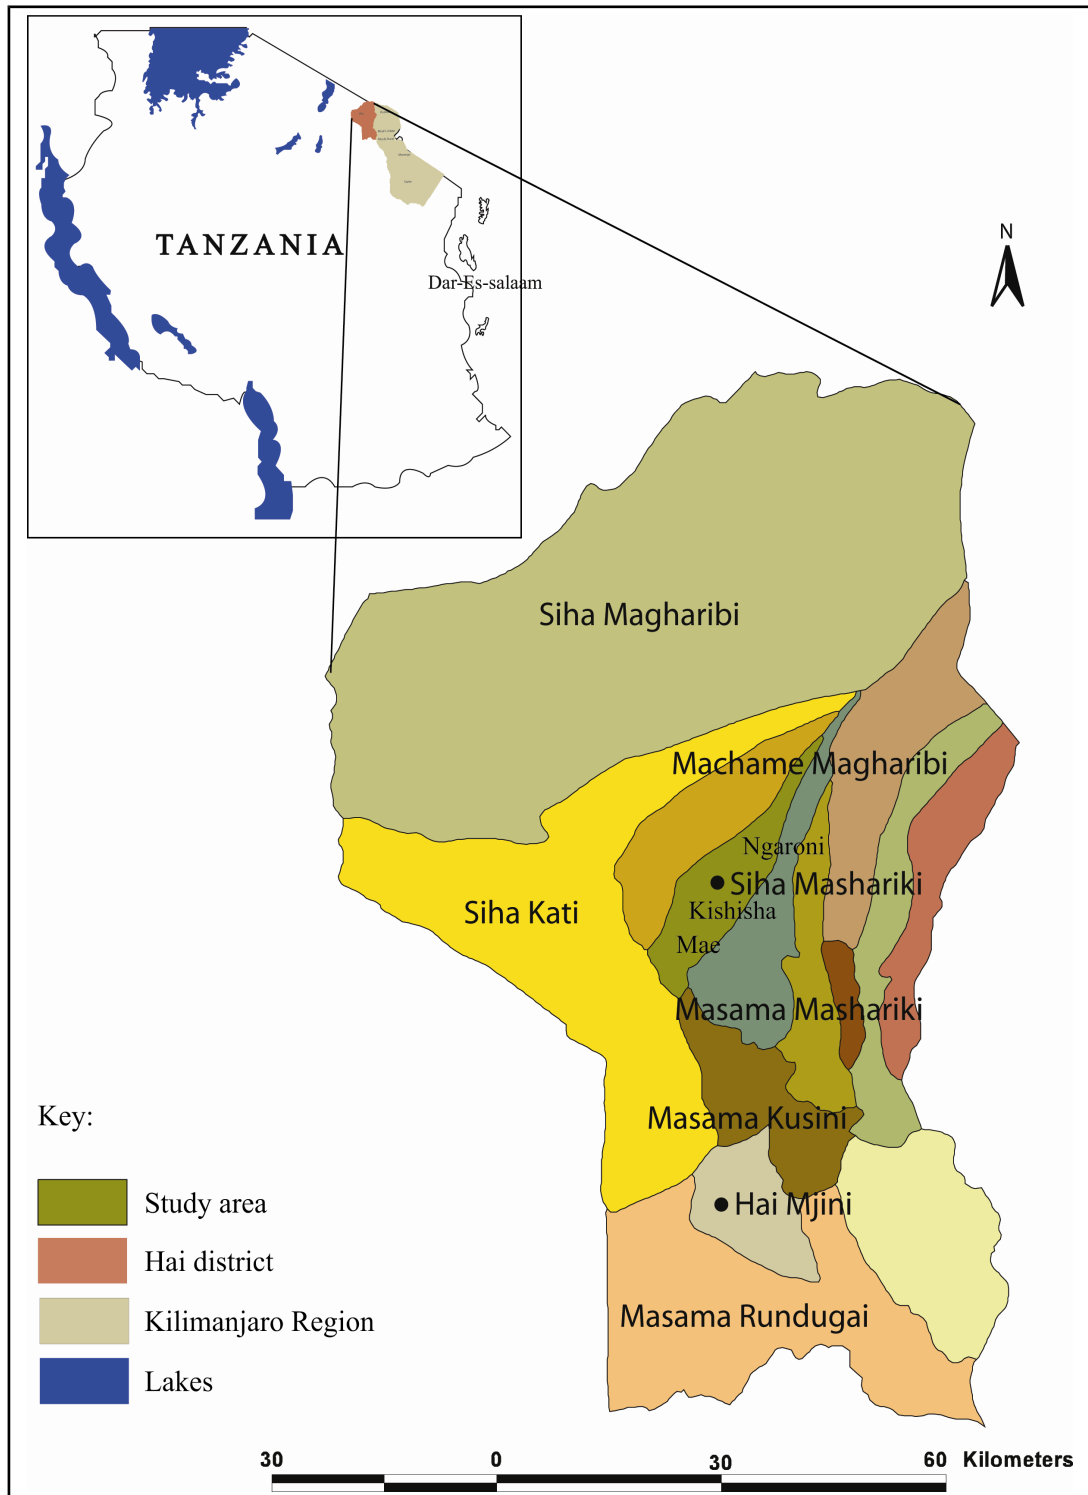 TANZANIA
N
Dar-Es-salaam
Siha Magharibi
Machame Magharibi
Ngaroni
Siha Mashariki
Siha Kati
Kishisha
Mae
Masama Mashariki
Key:
Masama Kusini
Study area
Hai Mjini
Hai district
Kilimanjaro Region
Masama Rundugai
Lakes
30 0 30 60 Kilometers